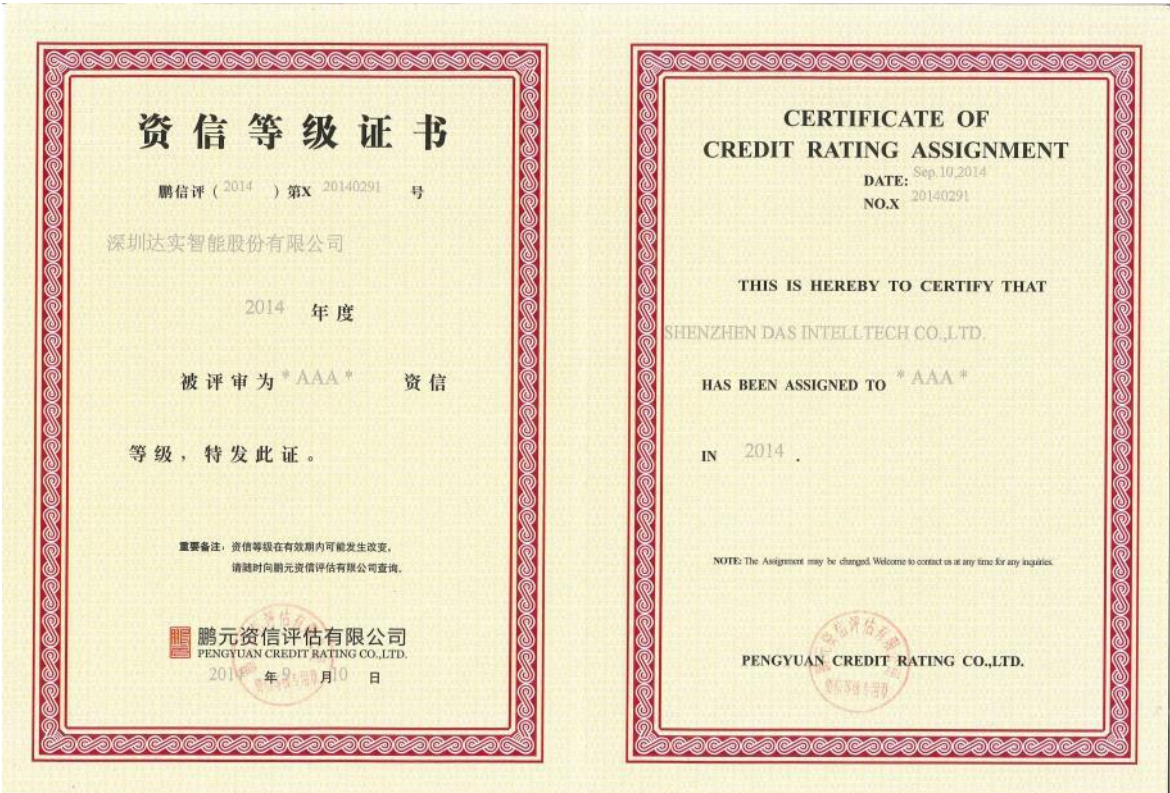 资信等级证书
鹏信评（2014 ）第X 20140291 号
深圳达实智能股份有限公司
2014 年度
被评审为 *AAA* 资信
等级，特发此证。
重要备注：资信等级在有效期内可能发生改变，
请随时向鹏元资信评估有限公司查询。
鹏元资信评估有限公司
PENGYUAN CREDIT RATING CO.,LTD.
2014 年 9 月 10 日
CERTIFICATE OF
CREDIT RATING ASSIGNMENT
DATE: Sep.10,2014
NO.X 20140291
THIS IS HEREBY TO CERTIFY THAT
SHENZHEN DAS INTELLTECH CO.,LTD.
HAS BEEN ASSIGNED TO *AAA*
IN 2014 .
NOTE: The Assignment may be changed. Welcome to contact us at any time for any inquiries.
PENGYUAN CREDIT RATING CO.,LTD.